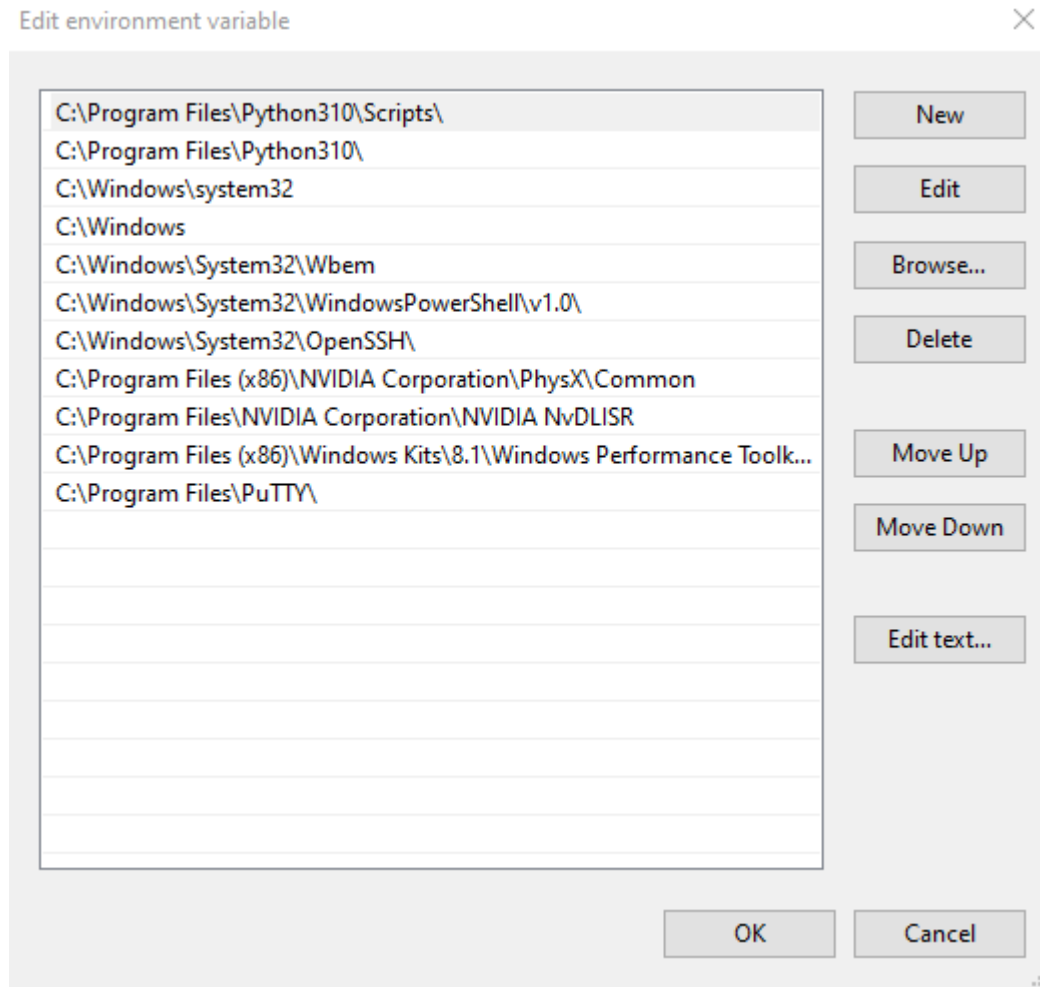 Edit environment variable
C:\Program Files\Python310\Scripts\
New
C:\Program Files\Python310\
C:\Windows\system32
Edit
C:\Windows
C:\Windows\System32\Wbem
Browse...
C:\Windows\System32\WindowsPowerShell\v1.0\
C:\Windows\System32\OpenSSH\
Delete
C:\Program Files (x86)\NVIDIA Corporation\PhysX\Common
C:\Program Files\NVIDIA Corporation\NVIDIA NvDLISR
C:\Program Files (x86)\Windows Kits\8.1\Windows Performance Toolk...
Move Up
C:\Program Files\PuTTY\
Move Down
Edit text...
OK
Cancel